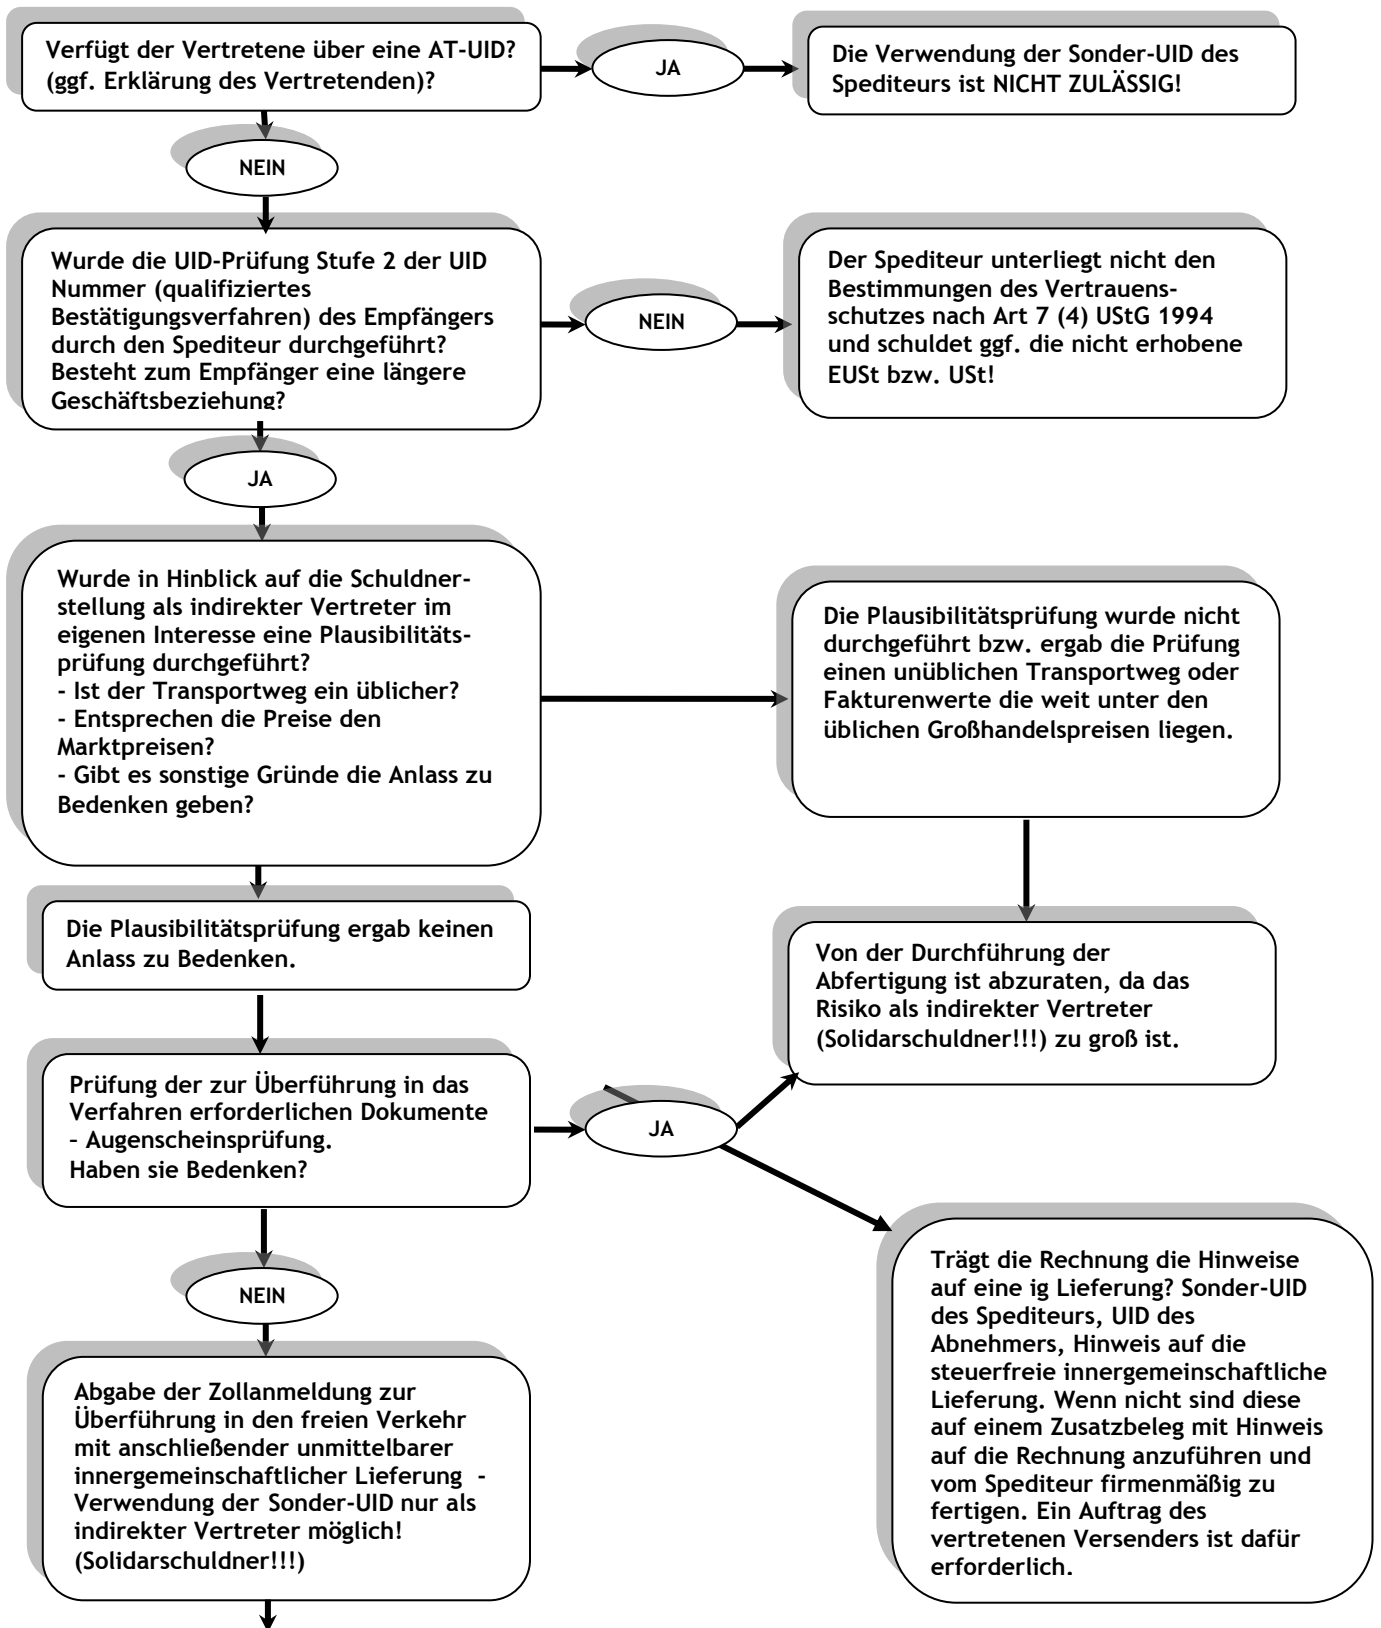 Verfügt der Vertretene über eine AT-UID?
(ggf. Erklärung des Vertretenden)?
JA
Die Verwendung der Sonder-UID des
Spediteurs ist NICHT ZULÄSSIG!
NEIN
Wurde die UID-Prüfung Stufe 2 der UID
Nummer (qualifiziertes
Bestätigungsverfahren) des Empfängers
durch den Spediteur durchgeführt?
Besteht zum Empfänger eine längere
Geschäftsbeziehung?
NEIN
Der Spediteur unterliegt nicht den
Bestimmungen des Vertrauens-
schutzes nach Art 7 (4) UStG 1994
und schuldet ggf. die nicht erhobene
EUSt bzw. USt!
JA
Wurde in Hinblick auf die Schuldner-
stellung als indirekter Vertreter im
eigenen Interesse eine Plausibilitäts-
prüfung durchgeführt?
- Ist der Transportweg ein üblicher?
- Entsprechen die Preise den
Marktpreisen?
- Gibt es sonstige Gründe die Anlass zu
Bedenken geben?
Die Plausibilitätsprüfung wurde nicht
durchgeführt bzw. ergab die Prüfung
einen unüblichen Transportweg oder
Fakturenwerte die weit unter den
üblichen Großhandelspreisen liegen.
Die Plausibilitätsprüfung ergab keinen
Anlass zu Bedenken.
Von der Durchführung der
Abfertigung ist abzuraten, da das
Risiko als indirekter Vertreter
(Solidarschuldner!!!) zu groß ist.
Prüfung der zur Überführung in das
Verfahren erforderlichen Dokumente
– Augenscheinsprüfung.
Haben sie Bedenken?
JA
NEIN
Trägt die Rechnung die Hinweise
auf eine ig Lieferung? Sonder-UID
des Spediteurs, UID des
Abnehmers, Hinweis auf die
steuerfreie innergemeinschaftliche
Lieferung. Wenn nicht sind diese
auf einem Zusatzbeleg mit Hinweis
auf die Rechnung anzuführen und
vom Spediteur firmenmäßig zu
fertigen. Ein Auftrag des
vertretenen Versenders ist dafür
erforderlich.
Abgabe der Zollanmeldung zur
Überführung in den freien Verkehr
mit anschließender unmittelbarer
innergemeinschaftlicher Lieferung -
Verwendung der Sonder-UID nur als
indirekter Vertreter möglich!
(Solidarschuldner!!!)